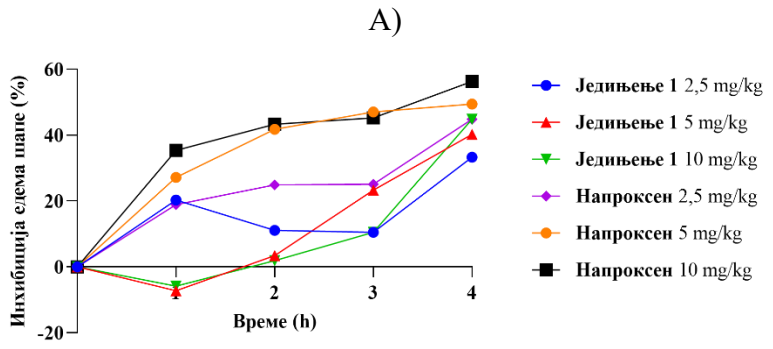 А)
Инхибиција едема шапе (%)
60
40
20
0
-20
1
2
3
4
Време (h)
Једињење 1 2,5 mg/kg
Једињење 1 5 mg/kg
Једињење 1 10 mg/kg
Напроксен 2,5 mg/kg
Напроксен 5 mg/kg
Напроксен 10 mg/kg